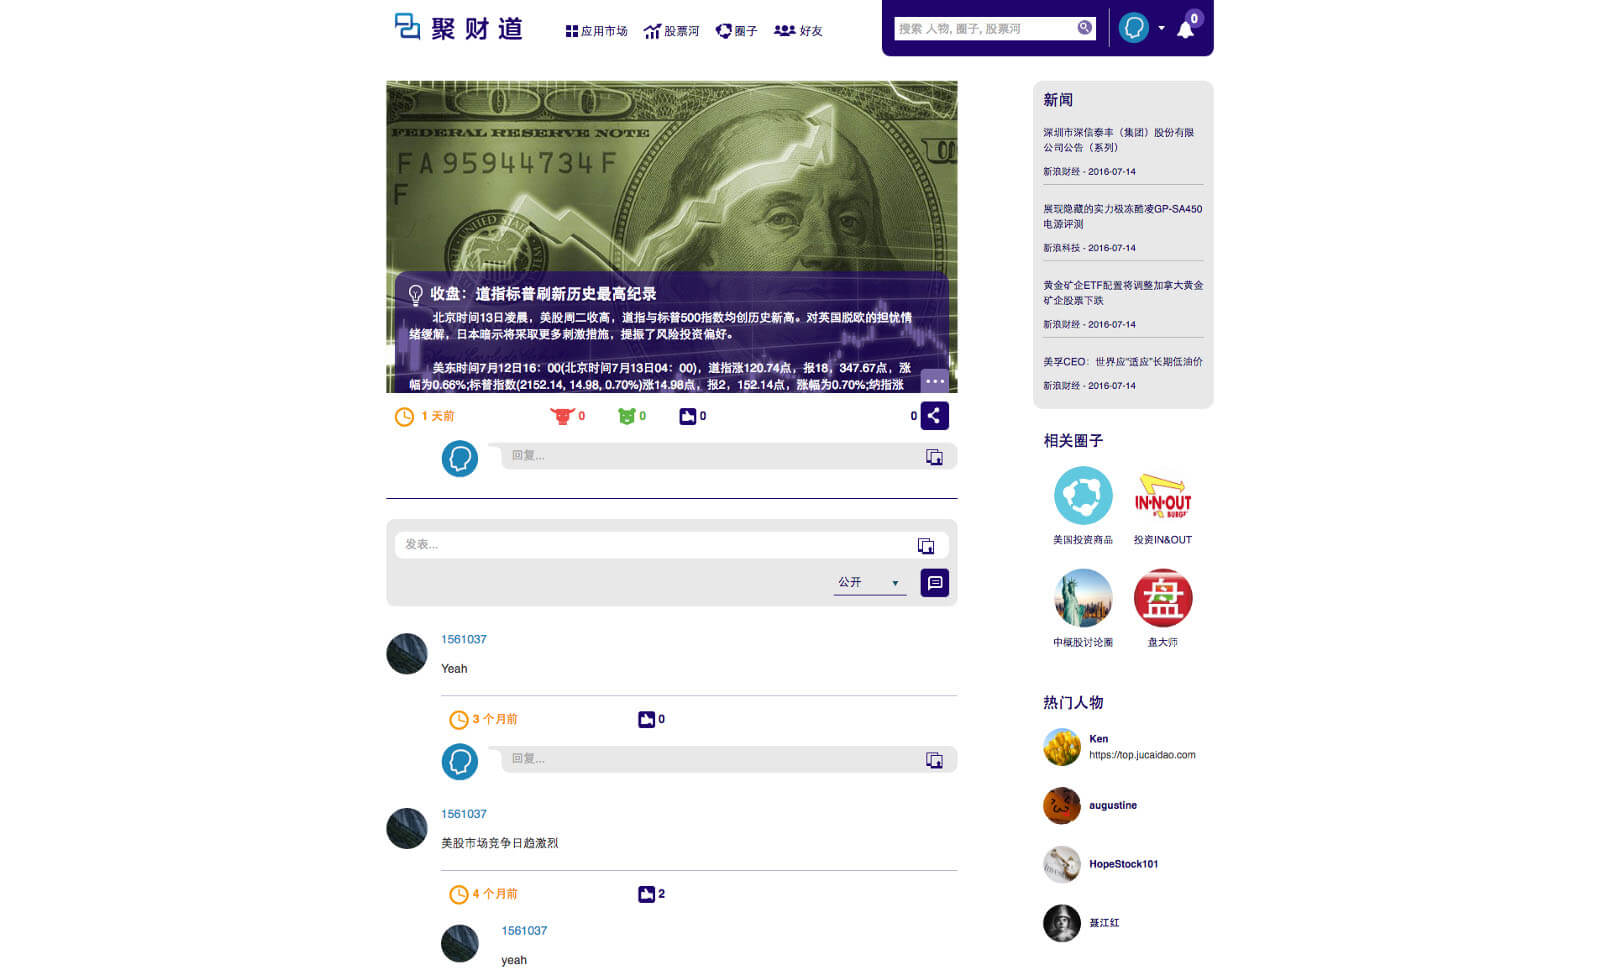 聚财道
应用市场 股票河 圈子 好友
搜索 人物, 圈子, 股票河
0
FEDERAL RESERVE NOTE
FA95944734F
F
UNITED STATES
收盘：道指标普刷新历史最高纪录
北京时间13日凌晨，美股周二收高，道指与标普500指数均创历史新高。对英国脱欧的担忧情
绪缓解，日本暗示将采取更多刺激措施，提振了风险投资偏好。
美东时间7月12日16：00(北京时间7月13日04：00)，道指涨120.74点，报18，347.67点，涨
幅为0.66%;标普指数(2152.14, 14.98, 0.70%)涨14.98点，报2，152.14点，涨幅为0.70%;纳指涨
1 天前 0 0 0 0
回复...
发表...
公开
1561037
Yeah
3 个月前 0
回复...
1561037
美股市场竞争日趋激烈
4 个月前 2
1561037
yeah
新闻
深圳市深信泰丰（集团）股份有限
公司公告（系列）
新浪财经 - 2016-07-14
展现隐藏的实力极冻酷凌GP-SA450
电源评测
新浪科技 - 2016-07-14
黄金矿企ETF配置将调整加拿大黄金
矿企股票下跌
新浪财经 - 2016-07-14
美孚CEO：世界应“适应”长期低油价
新浪财经 - 2016-07-14
相关圈子
IN-N-OUT
BURGER
美国投资商品 投资IN&OUT
盘
中概股讨论圈 盘大师
热门人物
Ken
https://top.jucaidao.com
augustine
HopeStock101
聂江红